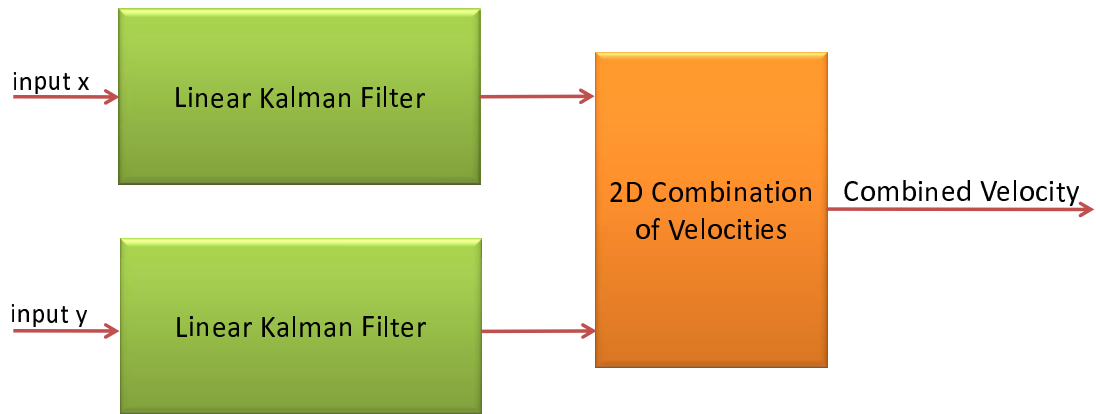 input x
Linear Kalman Filter
2D Combination
of Velocities
Combined Velocity
input y
Linear Kalman Filter